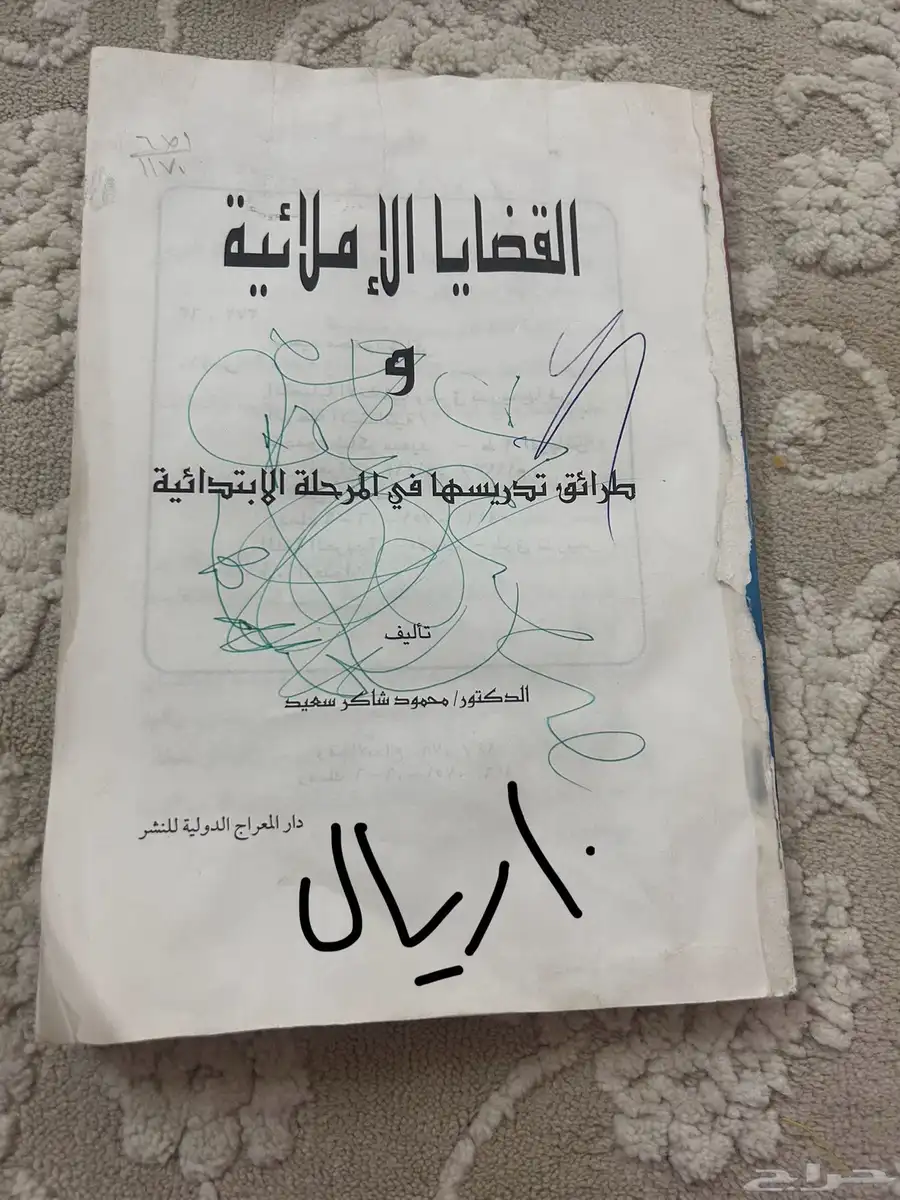 القضايا الإملائية
و
طرائق تدريسها في المرحلة الابتدائية
تأليف
الدكتور/ محمود شاكر سعيد
دار المعراج الدولية للنشر
١٠ ريال
حراج